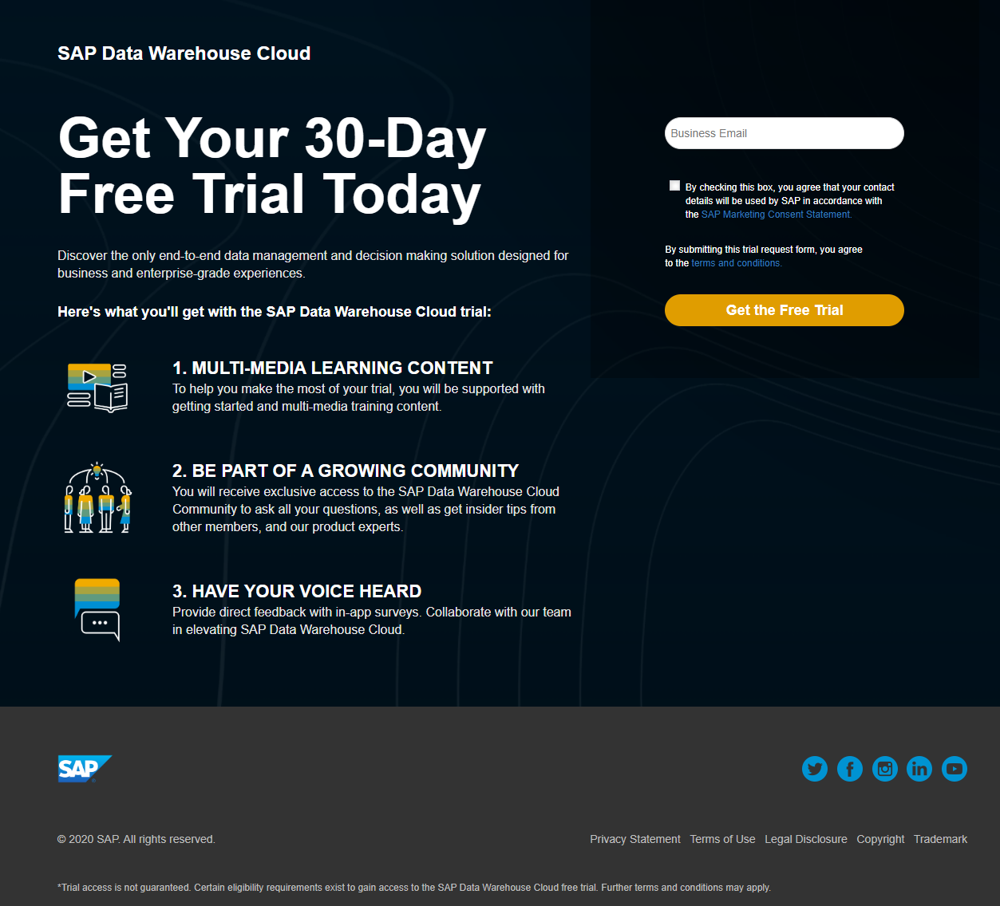 SAP Data Warehouse Cloud
Get Your 30-Day
Free Trial Today
Discover the only end-to-end data management and decision making solution designed for
business and enterprise-grade experiences.
Here's what you'll get with the SAP Data Warehouse Cloud trial:
1. MULTI-MEDIA LEARNING CONTENT
To help you make the most of your trial, you will be supported with
getting started and multi-media training content.
2. BE PART OF A GROWING COMMUNITY
You will receive exclusive access to the SAP Data Warehouse Cloud
Community to ask all your questions, as well as get insider tips from
other members, and our product experts.
3. HAVE YOUR VOICE HEARD
Provide direct feedback with in-app surveys. Collaborate with our team
in elevating SAP Data Warehouse Cloud.
Business Email
By checking this box, you agree that your contact
details will be used by SAP in accordance with
the SAP Marketing Consent Statement.
By submitting this trial request form, you agree
to the terms and conditions.
Get the Free Trial
SAP
© 2020 SAP. All rights reserved.
Privacy Statement Terms of Use Legal Disclosure Copyright Trademark
*Trial access is not guaranteed. Certain eligibility requirements exist to gain access to the SAP Data Warehouse Cloud free trial. Further terms and conditions may apply.